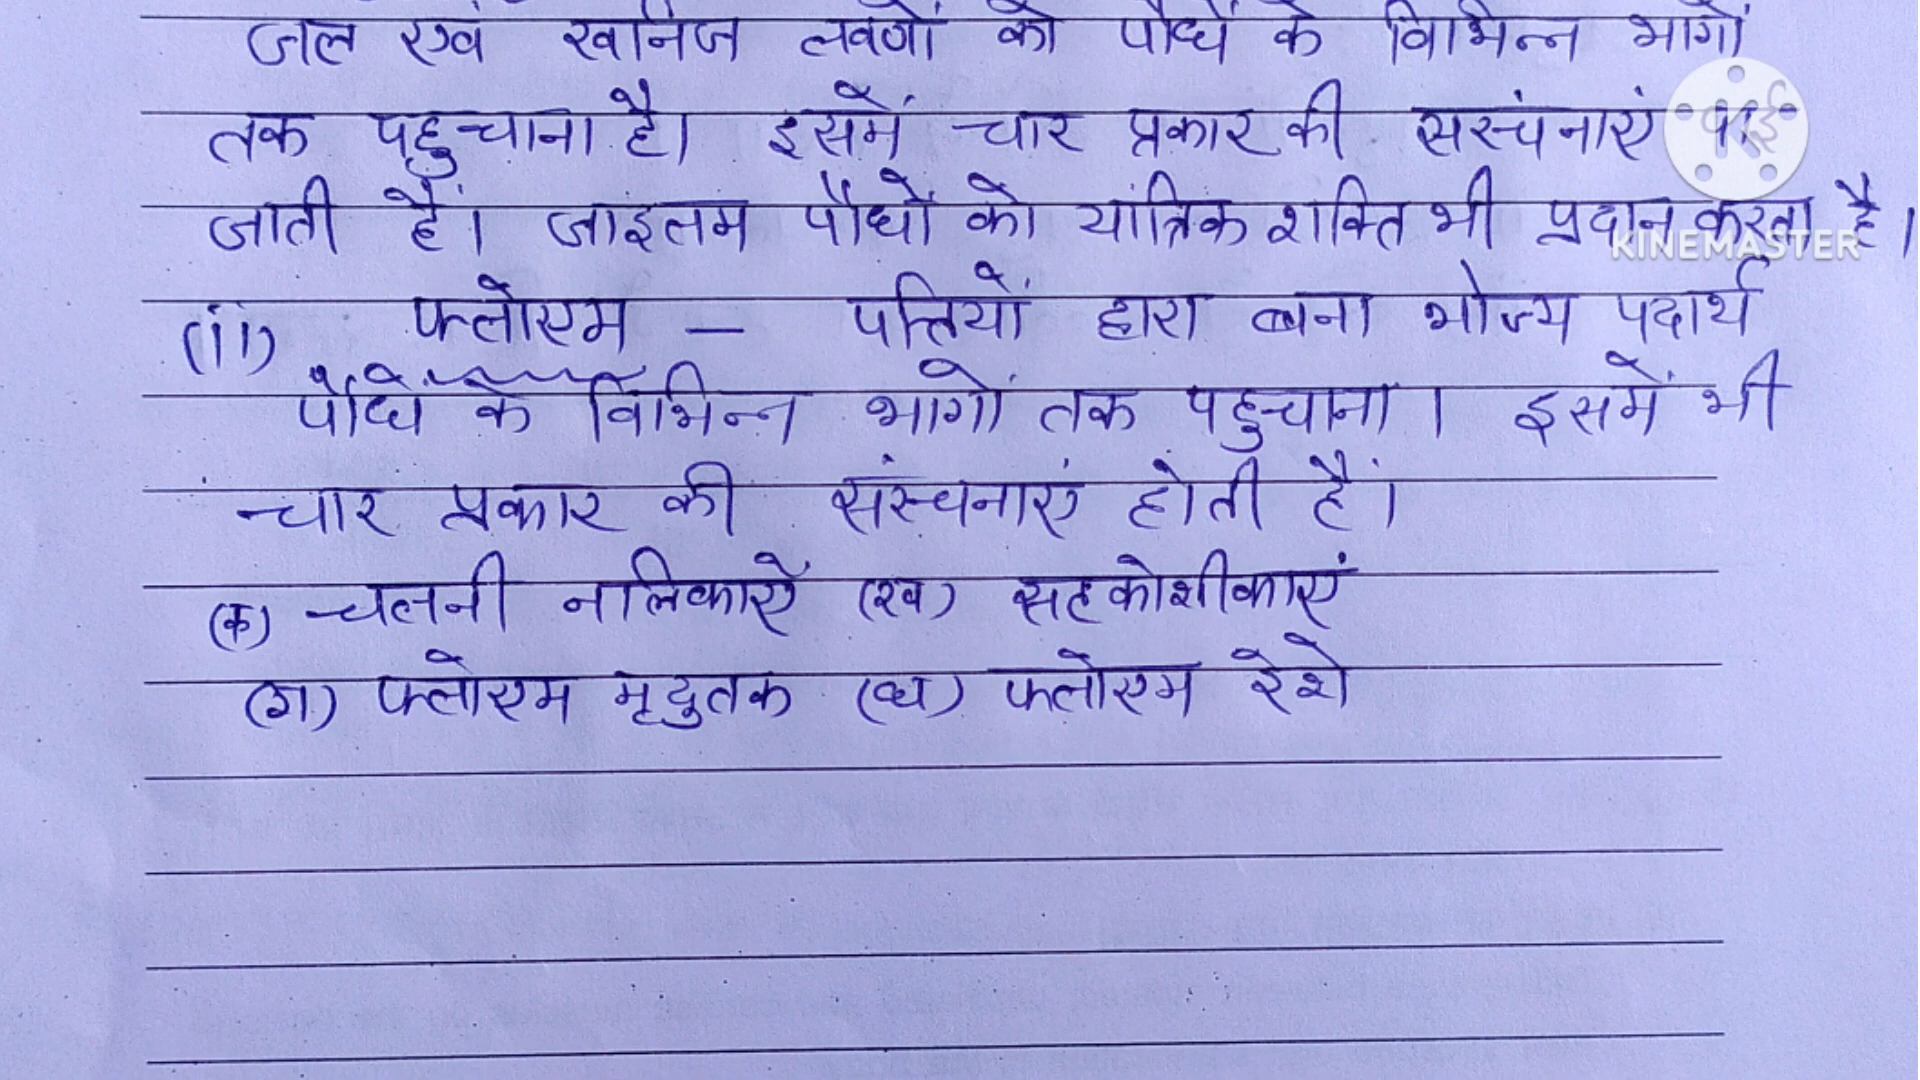 जल एवं खनिज लवणों को पौधे के विभिन्न भागों
तक पहुचाना है। इसमें चार प्रकार की सरचंनाएं पाई
जाती हैं। जाइलम पौधों को यांत्रिक शक्ति भी प्रदान करता है।
KINEMASTER
(ii) फ्लोएम – पत्तियों द्वारा बना भोज्य पदार्थ
पौधे के विभिन्न भागों तक पहुचाना। इसमें भी
चार प्रकार की संरचनाएं होती हैं।
(क) चलनी नलिकाऐं (ख) सहकोशीकाएं
(ग) फ्लोएम मृदुतक (घ) फ्लोएम रेशे